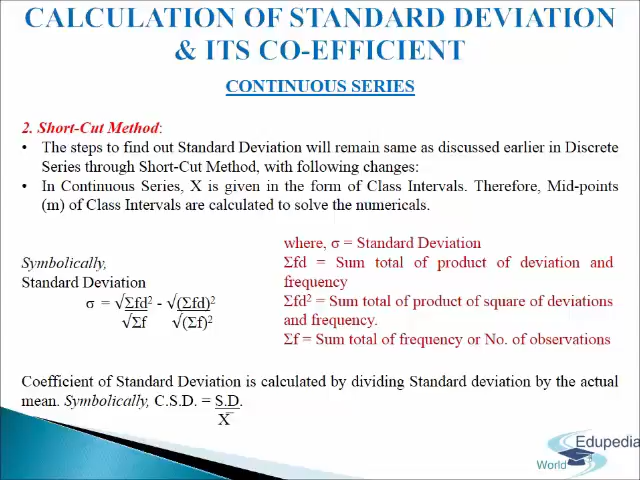 CALCULATION OF STANDARD DEVIATION
& ITS CO-EFFICIENT
CONTINUOUS SERIES
2. Short-Cut Method:
• The steps to find out Standard Deviation will remain same as discussed earlier in Discrete
Series through Short-Cut Method, with following changes:
• In Continuous Series, X is given in the form of Class Intervals. Therefore, Mid-points
(m) of Class Intervals are calculated to solve the numericals.
Symbolically,
Standard Deviation
σ = √Σfd² - √(Σfd)²
√Σf √(Σf)²
where, σ = Standard Deviation
Σfd = Sum total of product of deviation and
frequency
Σfd² = Sum total of product of square of deviations
and frequency.
Σf = Sum total of frequency or No. of observations
Coefficient of Standard Deviation is calculated by dividing Standard deviation by the actual
mean. Symbolically, C.S.D. = S.D.
X̅
Edupedia
World